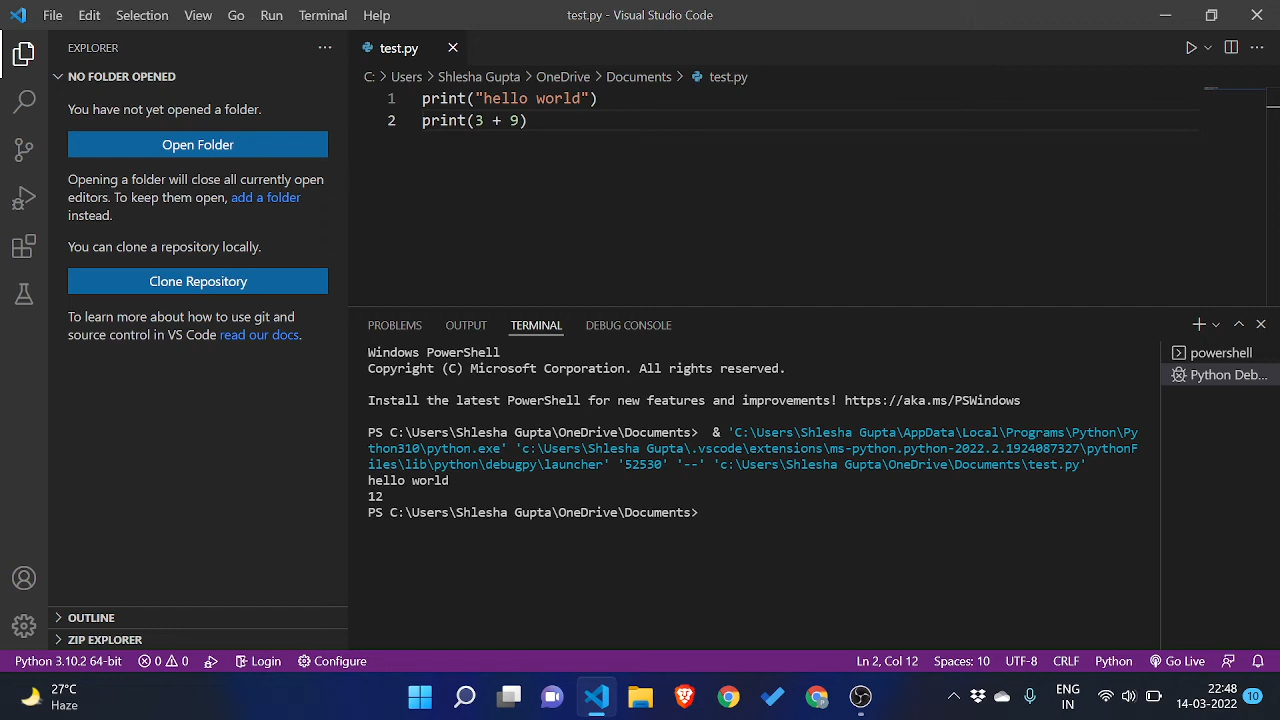 File Edit Selection View Go Run Terminal Help test.py - Visual Studio Code
EXPLORER
NO FOLDER OPENED
You have not yet opened a folder.
Open Folder
Opening a folder will close all currently open
editors. To keep them open, add a folder
instead.
You can clone a repository locally.
Clone Repository
To learn more about how to use git and
source control in VS Code read our docs.
OUTLINE
ZIP EXPLORER
test.py
C: > Users > Shlesha Gupta > OneDrive > Documents > test.py
1 print("hello world")
2 print(3 + 9)
PROBLEMS OUTPUT TERMINAL DEBUG CONSOLE
Windows PowerShell
Copyright (C) Microsoft Corporation. All rights reserved.
Install the latest PowerShell for new features and improvements! https://aka.ms/PSWindows
PS C:\Users\Shlesha Gupta\OneDrive\Documents>  & 'C:\Users\Shlesha Gupta\AppData\Local\Programs\Python\Py
thon310\python.exe' 'c:\Users\Shlesha Gupta\.vscode\extensions\ms-python.python-2022.2.1924087327\pythonF
iles\lib\python\debugpy\launcher' '52530' '--' 'c:\Users\Shlesha Gupta\OneDrive\Documents\test.py'
hello world
12
PS C:\Users\Shlesha Gupta\OneDrive\Documents>
powershell
Python Deb...
Python 3.10.2 64-bit 0 0 Login Configure Ln 2, Col 12 Spaces: 10 UTF-8 CRLF Python Go Live
27°C
Haze
ENG
IN
22:48
14-03-2022
10